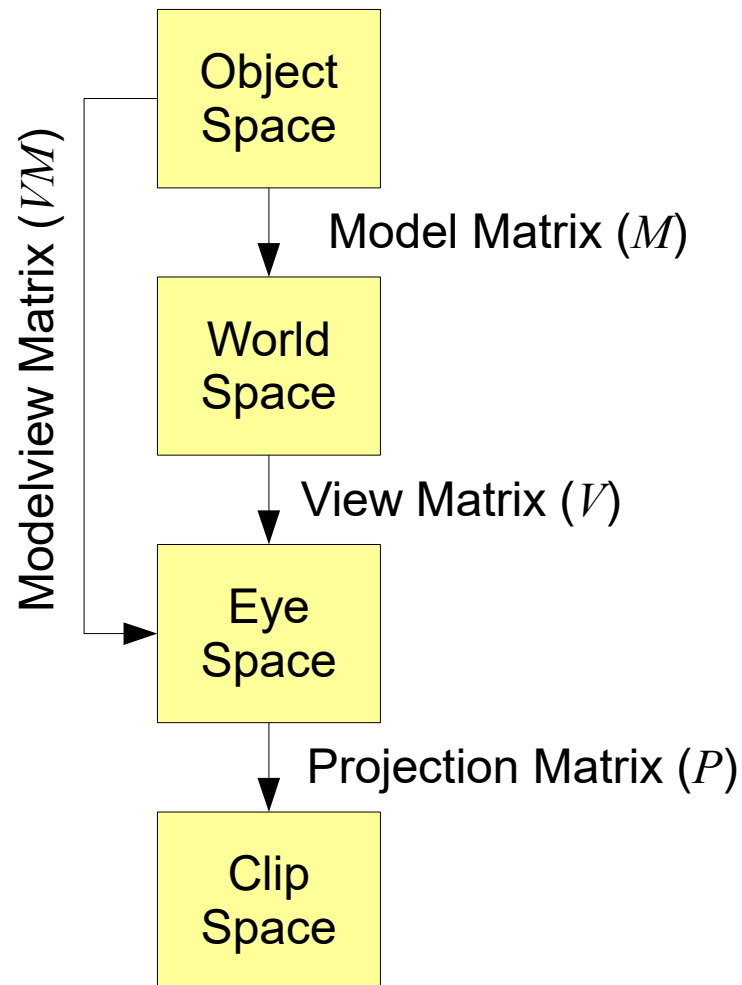 Object
Space
Model Matrix (M)
Modelview Matrix (VM)
World
Space
View Matrix (V)
Eye
Space
Projection Matrix (P)
Clip
Space